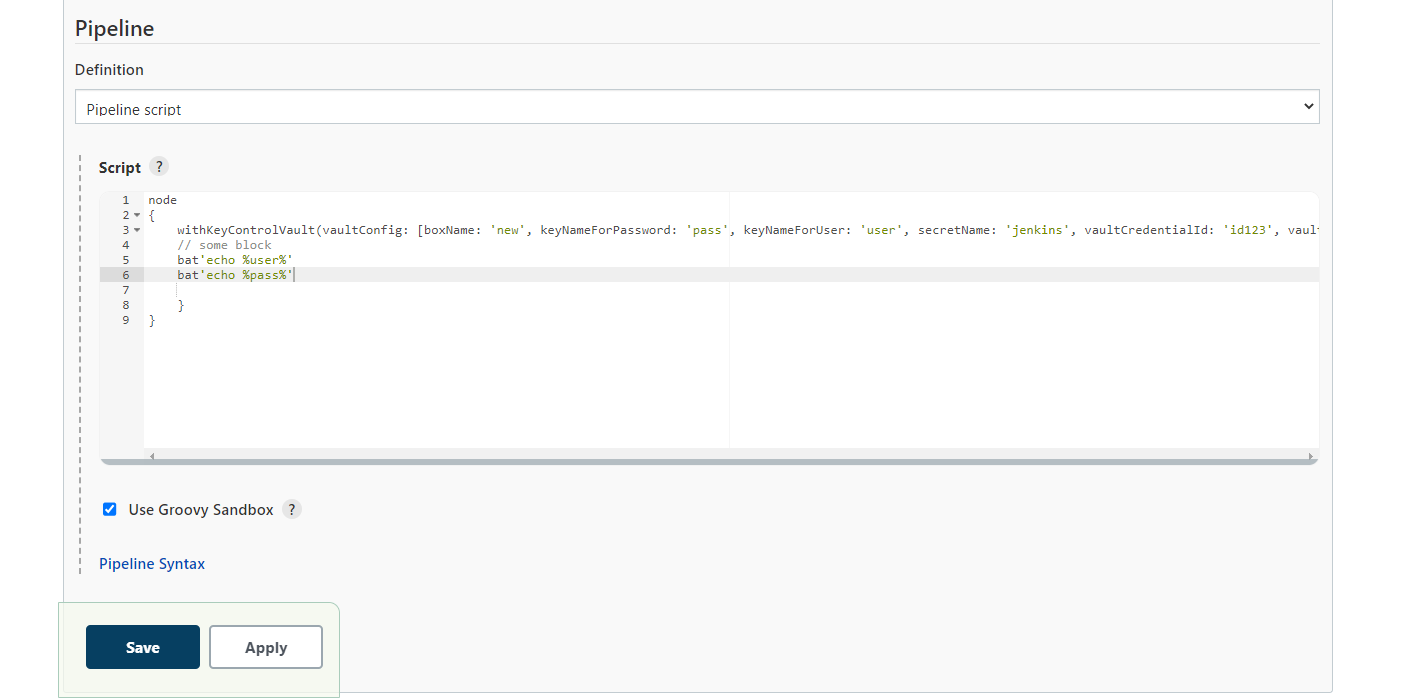 Pipeline
Definition
Pipeline script
Script ?
1 node
2 {
3 withKeyControlVault(vaultConfig: [boxName: 'new', keyNameForPassword: 'pass', keyNameForUser: 'user', secretName: 'jenkins', vaultCredentialId: 'id123', vaul
4 // some block
5 bat'echo %user%'
6 bat'echo %pass%'
7
8 }
9 }
Use Groovy Sandbox ?
Pipeline Syntax
Save Apply